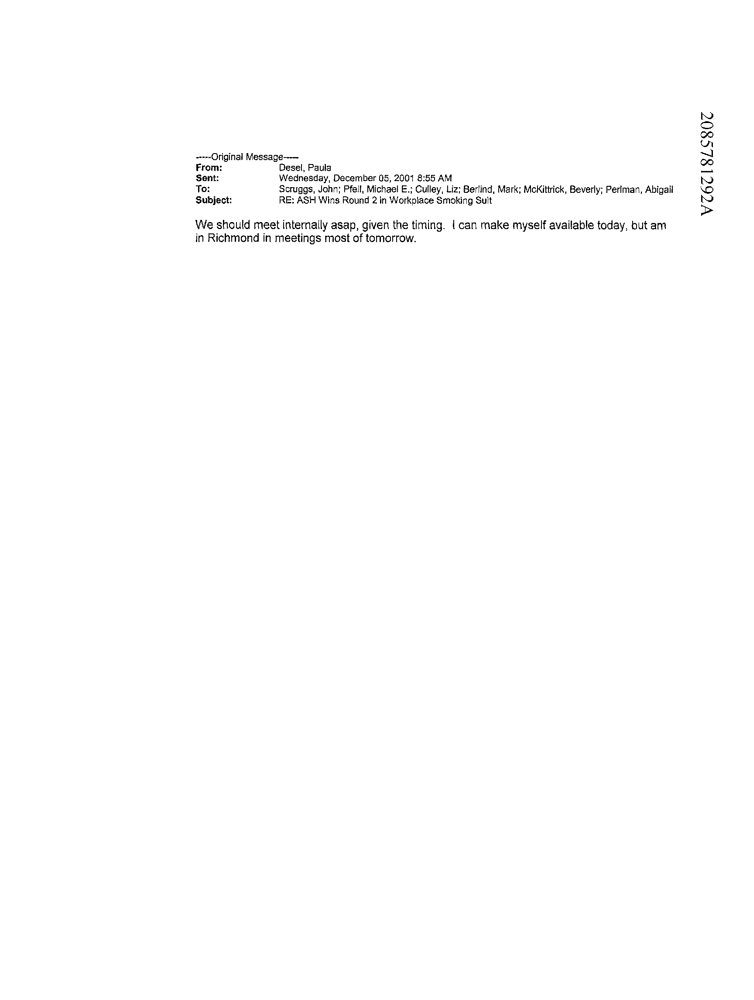 -----Original Message-----
From: Desel, Paula
Sent: Wednesday, December 05, 2001 8:55 AM
To: Scruggs, John; Pfeil, Michael E.; Culley, Liz; Berlind, Mark; McKittrick, Beverly; Perlman, Abigail
Subject: RE: ASH Wins Round 2 in Workplace Smoking Suit
We should meet internally asap, given the timing. I can make myself available today, but am
in Richmond in meetings most of tomorrow.
2085781292A